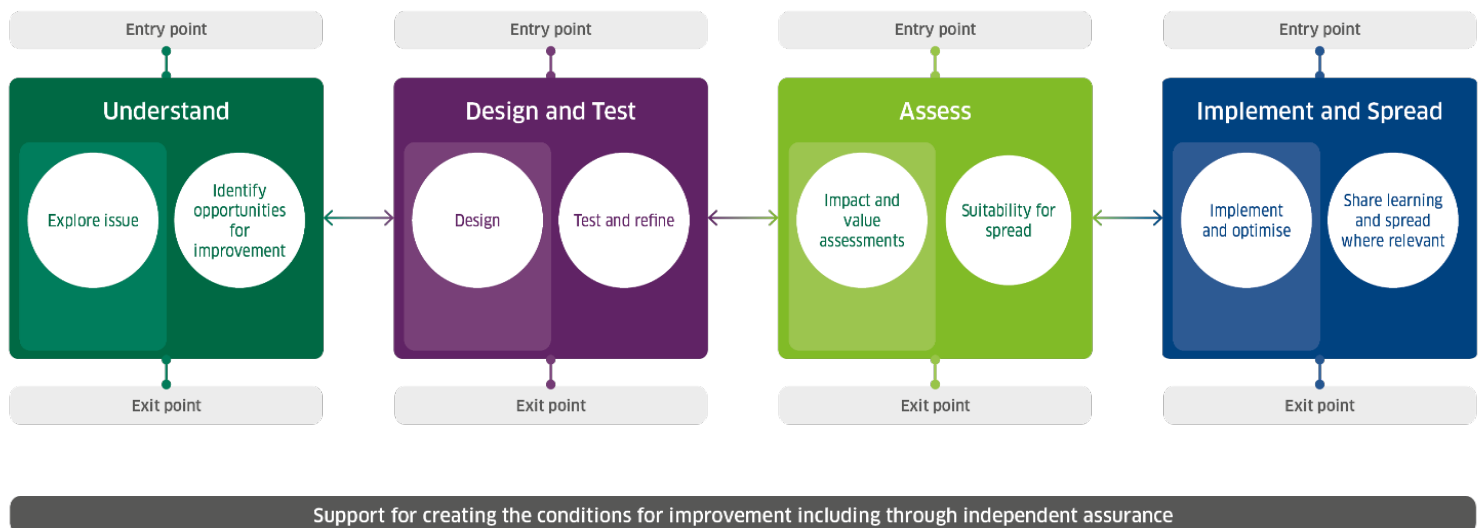 Entry point
Entry point
Entry point
Entry point
Understand
Explore issue
Identify
opportunities
for
improvement
Design and Test
Design
Test and refine
Assess
Impact and
value
assessments
Suitability for
spread
Implement and Spread
Implement
and optimise
Share learning
and spread
where relevant
Exit point
Exit point
Exit point
Exit point
Support for creating the conditions for improvement including through independent assurance